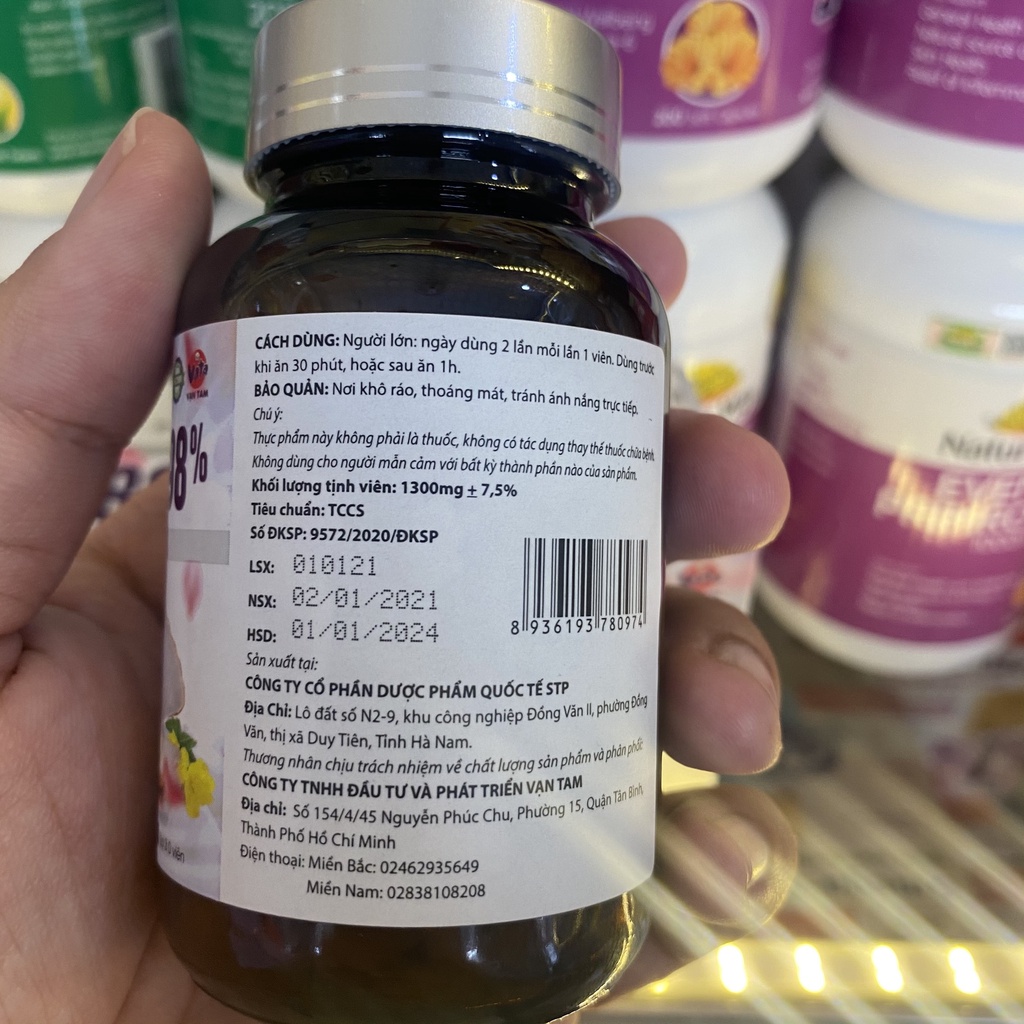 VẠN TAM
98%
CÁCH DÙNG: Người lớn: ngày dùng 2 lần mỗi lần 1 viên. Dùng trước
khi ăn 30 phút, hoặc sau ăn 1h.
BẢO QUẢN: Nơi khô ráo, thoáng mát, tránh ánh nắng trực tiếp.
Chú ý:
Thực phẩm này không phải là thuốc, không có tác dụng thay thế thuốc chữa bệnh.
Không dùng cho người mẫn cảm với bất kỳ thành phần nào của sản phẩm.
Khối lượng tịnh viên: 1300mg ± 7,5%
Tiêu chuẩn: TCCS
Số ĐKSP: 9572/2020/ĐKSP
LSX: 010121
NSX: 02/01/2021
HSD: 01/01/2024
8 936193 780974
Sản xuất tại:
CÔNG TY CỔ PHẦN DƯỢC PHẨM QUỐC TẾ STP
Địa Chỉ: Lô đất số N2-9, khu công nghiệp Đồng Văn II, phường Đồng
Văn, thị xã Duy Tiên, Tỉnh Hà Nam.
Thương nhân chịu trách nhiệm về chất lượng sản phẩm và phân phối:
CÔNG TY TNHH ĐẦU TƯ VÀ PHÁT TRIỂN VẠN TAM
Địa chỉ: Số 154/4/45 Nguyễn Phúc Chu, Phường 15, Quận Tân Bình,
Thành Phố Hồ Chí Minh
Điện thoại: Miền Bắc: 02462935649
Miền Nam: 02838108208
viên